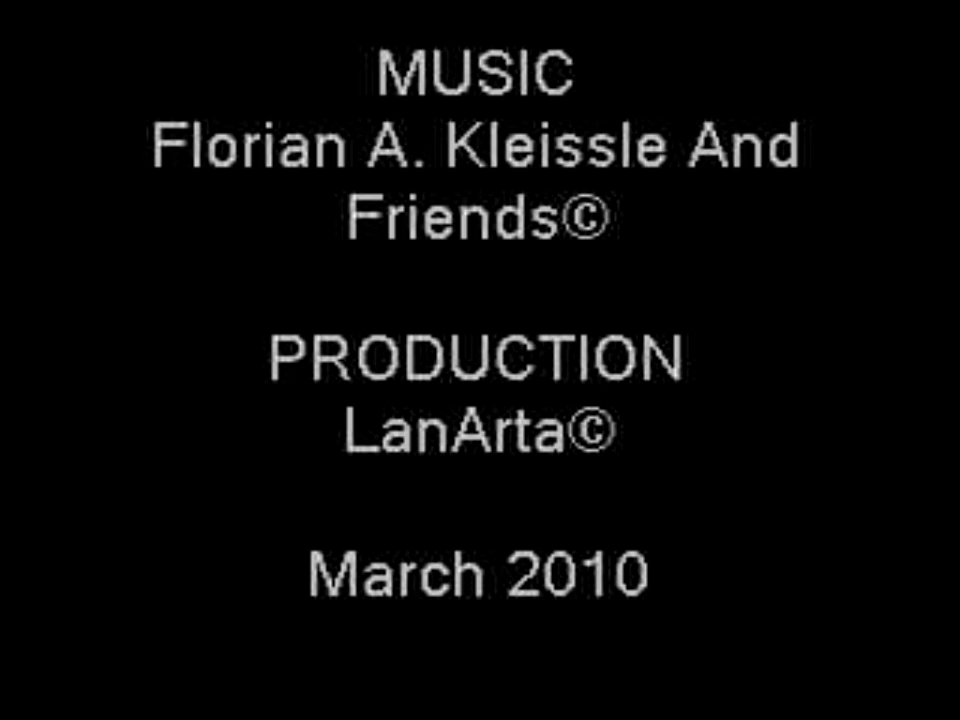 MUSIC
Florian A. Kleissle And
Friends©
PRODUCTION
LanArta©
March 2010